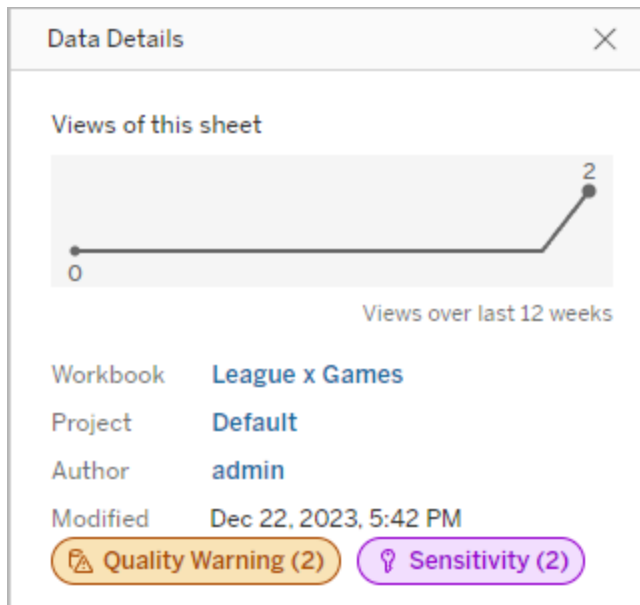 Data Details
Views of this sheet
2
0
Views over last 12 weeks
Workbook League x Games
Project Default
Author admin
Modified Dec 22, 2023, 5:42 PM
Quality Warning (2) Sensitivity (2)